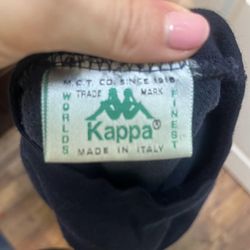 M.C.T. CO. SINCE 1916
TRADE MARK
WORLDS
FINEST
Kappa®
MADE IN ITALY